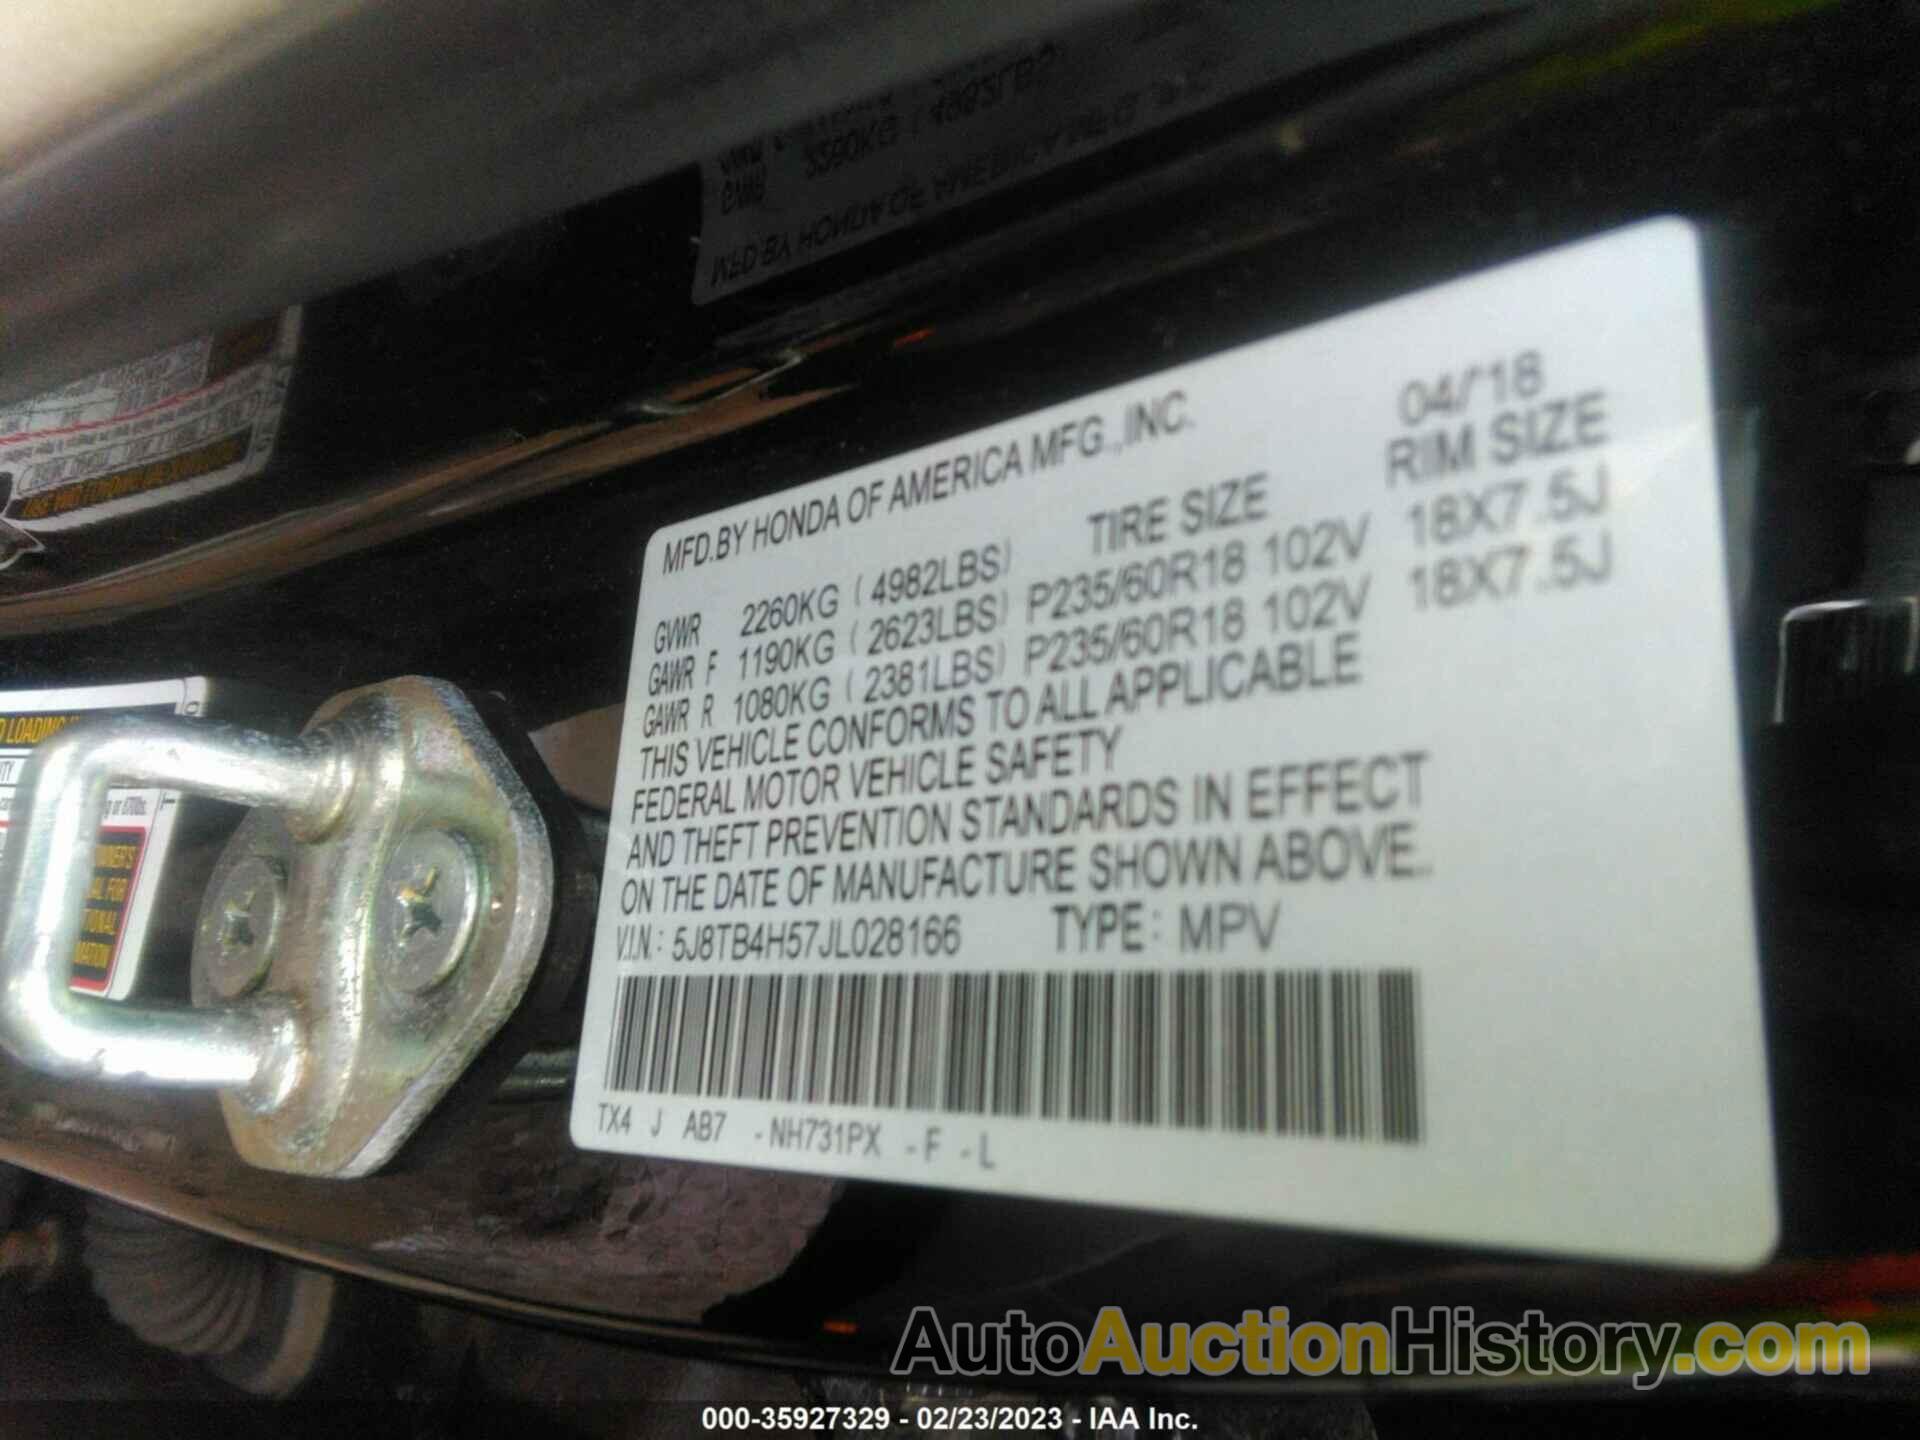 MFD.BY HONDA OF AMERICA MFG.,INC. 04/'18
TIRE SIZE RIM SIZE
GVWR 2260KG (4982LBS)
GAWR F 1190KG (2623LBS) P235/60R18 102V 18X7.5J
GAWR R 1080KG (2381LBS) P235/60R18 102V 18X7.5J
THIS VEHICLE CONFORMS TO ALL APPLICABLE
FEDERAL MOTOR VEHICLE SAFETY
AND THEFT PREVENTION STANDARDS IN EFFECT
ON THE DATE OF MANUFACTURE SHOWN ABOVE.
V.I.N.: 5J8TB4H57JL028166 TYPE: MPV
TX4 J AB7 -NH731PX -F -L
AutoAuctionHistory.com
000-35927329 - 02/23/2023 - IAA Inc.